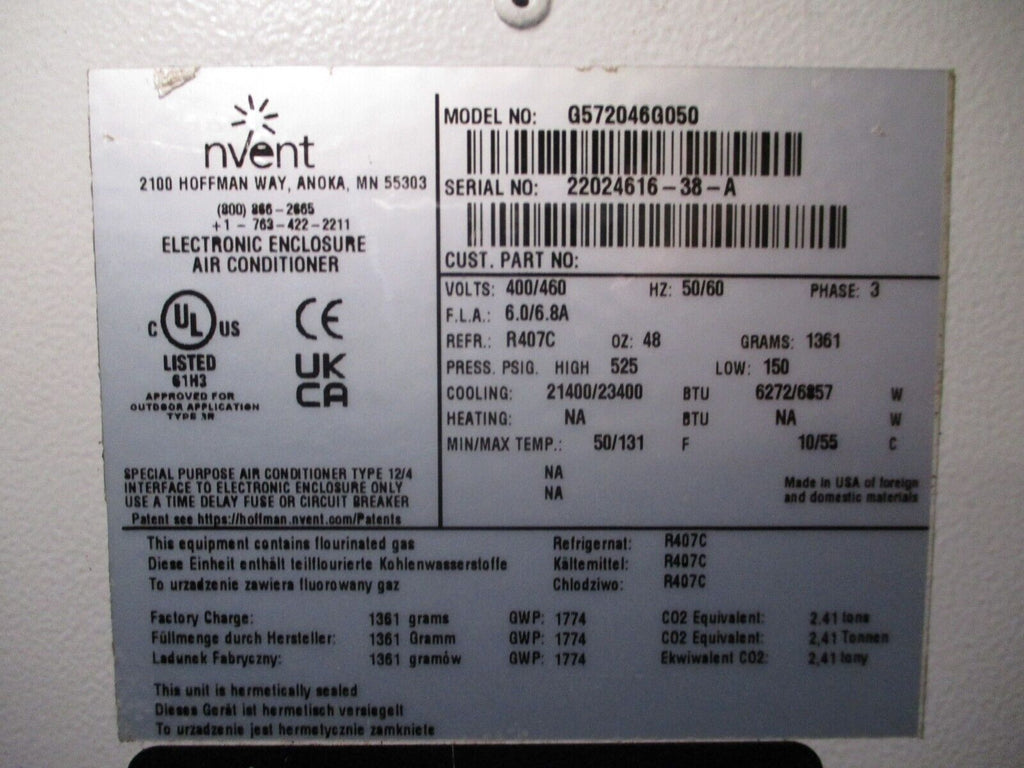 nvent
2100 HOFFMAN WAY, ANOKA, MN 55303
(800) 866-2665
+1 - 763-422-2211
ELECTRONIC ENCLOSURE
AIR CONDITIONER
C UL US
LISTED
61H3
APPROVED FOR
OUTDOOR APPLICATION
TYPE 3R
CE
UK
CA
SPECIAL PURPOSE AIR CONDITIONER TYPE 12/4
INTERFACE TO ELECTRONIC ENCLOSURE ONLY
USE A TIME DELAY FUSE OR CIRCUIT BREAKER
Patent see https://hoffman.nvent.com/Patents
MODEL NO: G572046G050
SERIAL NO: 22024616-38-A
CUST. PART NO:
VOLTS: 400/460 HZ: 50/60 PHASE: 3
F.L.A.: 6.0/6.8A
REFR.: R407C OZ: 48 GRAMS: 1361
PRESS. PSIG. HIGH 525 LOW: 150
COOLING: 21400/23400 BTU 6272/6857 W
HEATING: NA BTU NA W
MIN/MAX TEMP.: 50/131 F 10/55 C
NA
NA
Made in USA of foreign
and domestic materials
This equipment contains flourinated gas Refrigernat: R407C
Diese Einheit enthält teilflourierte Kohlenwasserstoffe Kältemittel: R407C
To urzadzenie zawiera fluorowany gaz Chlodziwo: R407C
Factory Charge: 1361 grams GWP: 1774 CO2 Equivalent: 2,41 tons
Füllmenge durch Hersteller: 1361 Gramm GWP: 1774 CO2 Equivalent: 2,41 Tonnen
Ladunek Fabryczny: 1361 gramów GWP: 1774 Ekwiwalent CO2: 2,41 tony
This unit is hermetically sealed
Dieses Gerät ist hermetisch versiegelt
To urzadzenie jest hermetycznie zamkniete